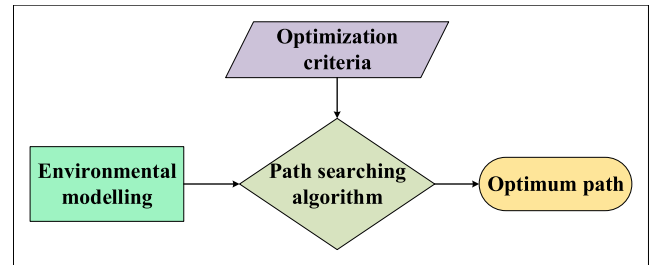 Optimization
criteria
Environmental
modelling
Path searching
algorithm
Optimum path